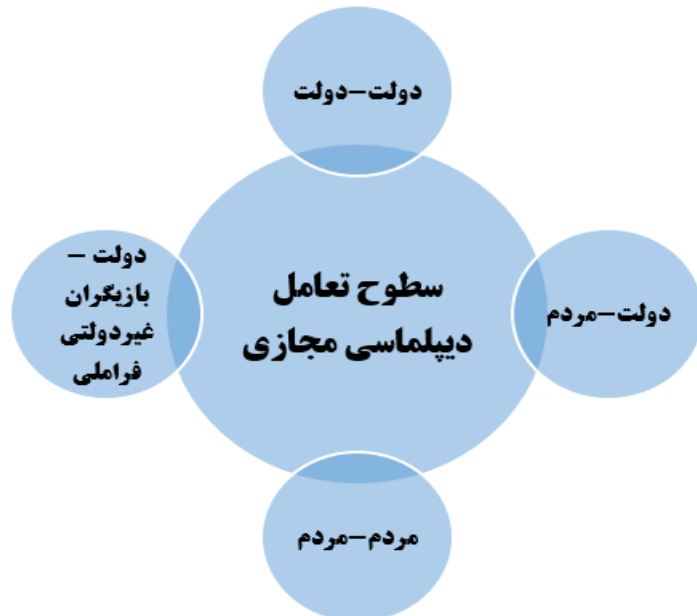 دولت–دولت
سطوح تعامل
دیپلماسی مجازی
دولت–مردم
مردم–مردم
دولت –
بازیگران
غیردولتی
فراملی